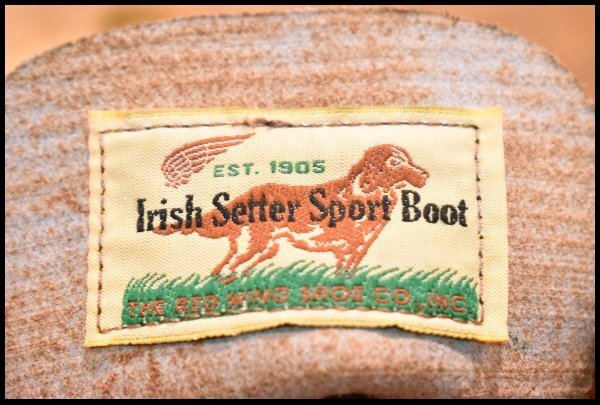 EST. 1905
Irish Setter Sport Boot
THE RED WING SHOE CO., INC.